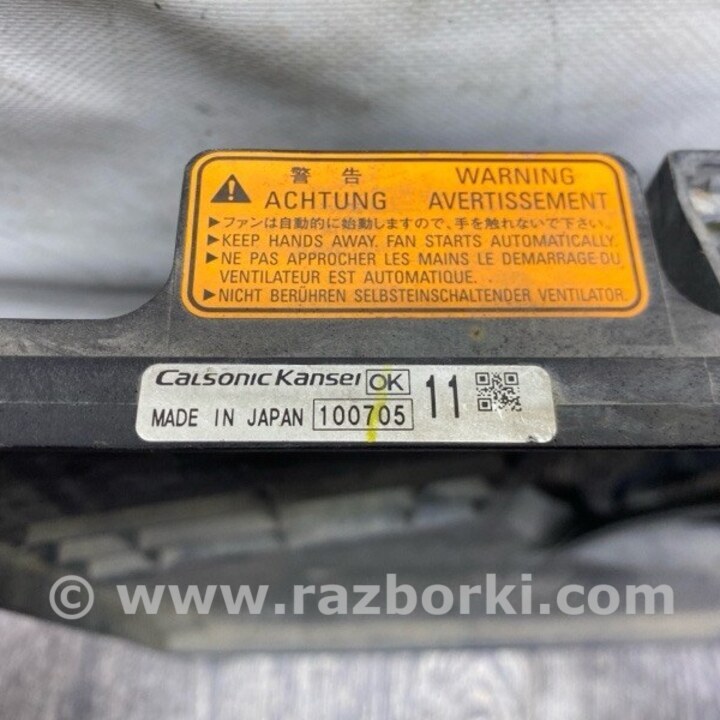 警告 WARNING
ACHTUNG AVERTISSEMENT
▶ファンは自動的に始動しますので、手を触れないで下さい。
▶KEEP HANDS AWAY. FAN STARTS AUTOMATICALLY.
▶NE PAS APPROCHER LES MAINS LE DEMARRAGE DU
VENTILATEUR EST AUTOMATIQUE.
▶NICHT BERÜHREN SELBSTEINSCHALTENDER VENTILATOR.
CALSONIC KANSEI OK 11
MADE IN JAPAN 100705
© www.razborki.com